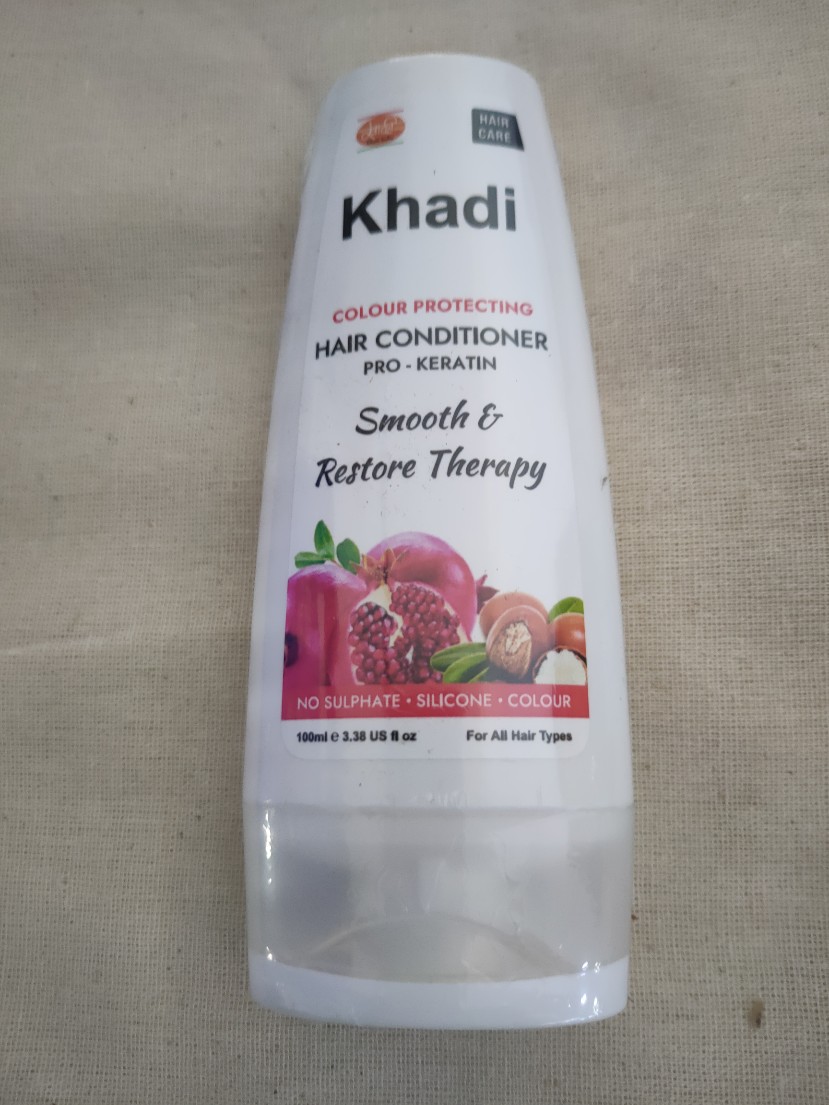 HAIR
CARE
Khadi
COLOUR PROTECTING
HAIR CONDITIONER
PRO - KERATIN
Smooth &
Restore Therapy
NO SULPHATE • SILICONE • COLOUR
100ml e 3.38 US fl oz For All Hair Types